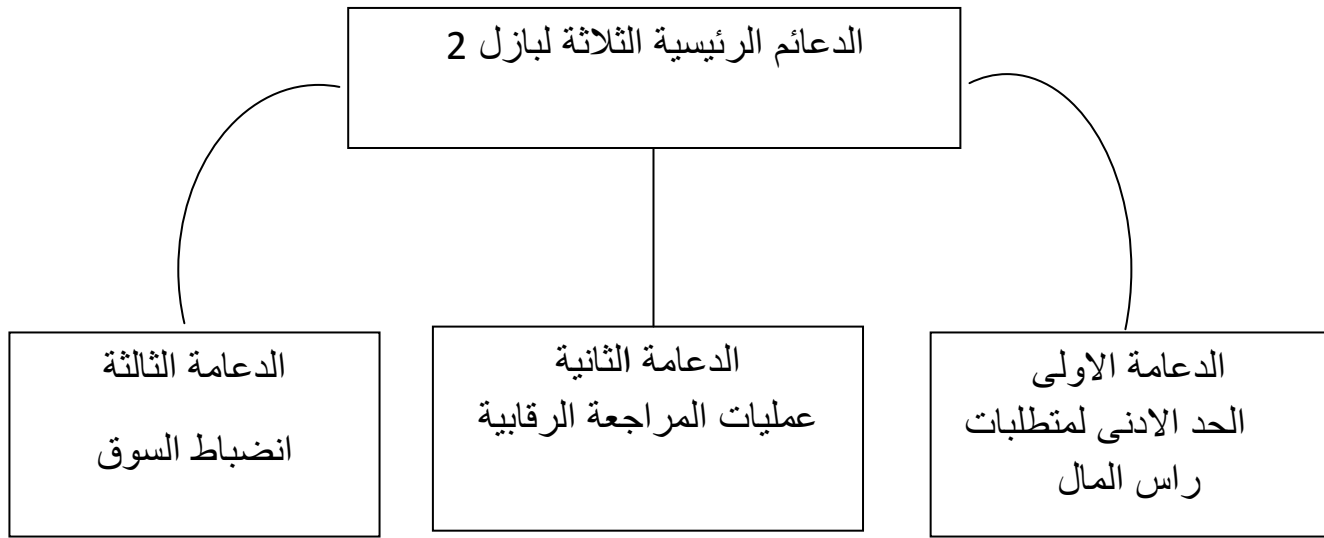 الدعائم الرئيسية الثلاثة لبازل 2
الدعامة الاولى
الحد الادنى لمتطلبات
راس المال
الدعامة الثانية
عمليات المراجعة الرقابية
الدعامة الثالثة
انضباط السوق